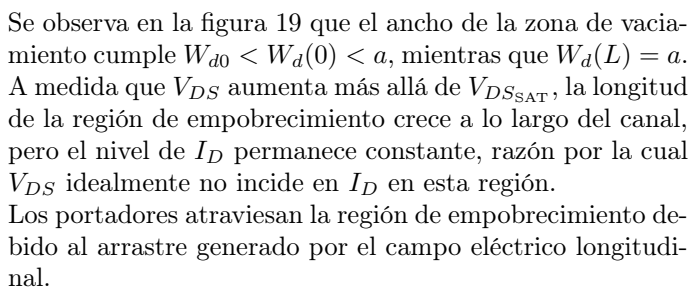 Se observa en la figura 19 que el ancho de la zona de vacia-
miento cumple W_{d0} < W_d(0) < a, mientras que W_d(L) = a.
A medida que V_{DS} aumenta más allá de V_{DS_{SAT}}, la longitud
de la región de empobrecimiento crece a lo largo del canal,
pero el nivel de I_D permanece constante, razón por la cual
V_{DS} idealmente no incide en I_D en esta región.
Los portadores atraviesan la región de empobrecimiento de-
bido al arrastre generado por el campo eléctrico longitudi-
nal.